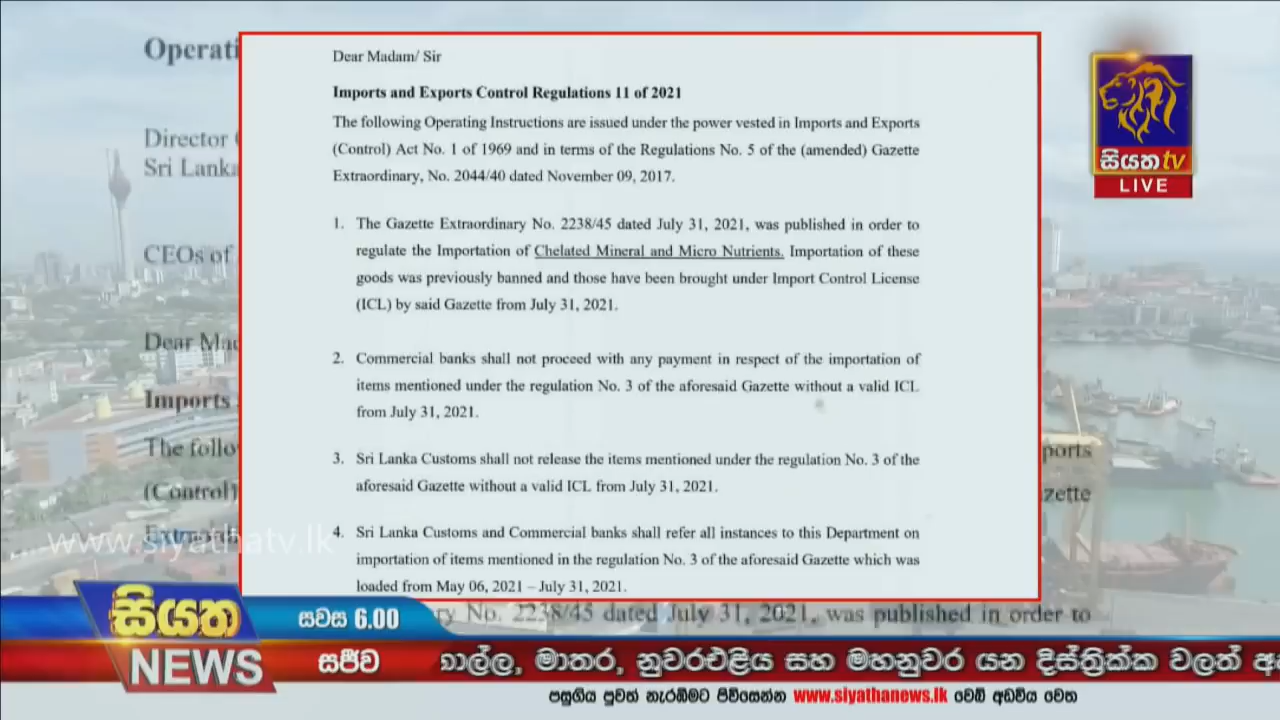 Operati
Director
Sri Lanka
CEOs of
Dear Mad
Imports
The follo
(Control)
Extraord
Dear Madam/ Sir
Imports and Exports Control Regulations 11 of 2021
The following Operating Instructions are issued under the power vested in Imports and Exports
(Control) Act No. 1 of 1969 and in terms of the Regulations No. 5 of the (amended) Gazette
Extraordinary, No. 2044/40 dated November 09, 2017.
1. The Gazette Extraordinary No. 2238/45 dated July 31, 2021, was published in order to
regulate the Importation of Chelated Mineral and Micro Nutrients. Importation of these
goods was previously banned and those have been brought under Import Control License
(ICL) by said Gazette from July 31, 2021.
2. Commercial banks shall not proceed with any payment in respect of the importation of
items mentioned under the regulation No. 3 of the aforesaid Gazette without a valid ICL
from July 31, 2021.
3. Sri Lanka Customs shall not release the items mentioned under the regulation No. 3 of the
aforesaid Gazette without a valid ICL from July 31, 2021.
4. Sri Lanka Customs and Commercial banks shall refer all instances to this Department on
importation of items mentioned in the regulation No. 3 of the aforesaid Gazette which was
loaded from May 06, 2021 – July 31, 2021.
ports
zette
ry No. 2238/45 dated July 31, 2021, was published in order to
සියත tv
LIVE
www.siyathatv.lk
සියත
NEWS
සවස 6.00
සජීව
ගාල්ල, මාතර, නුවරඑළිය සහ මහනුවර යන දිස්ත්‍රික්ක වලත් අ
පසුගිය පුවත් නැරඹීමට පිවිසෙන්න www.siyathanews.lk වෙබ් අඩවිය වෙත